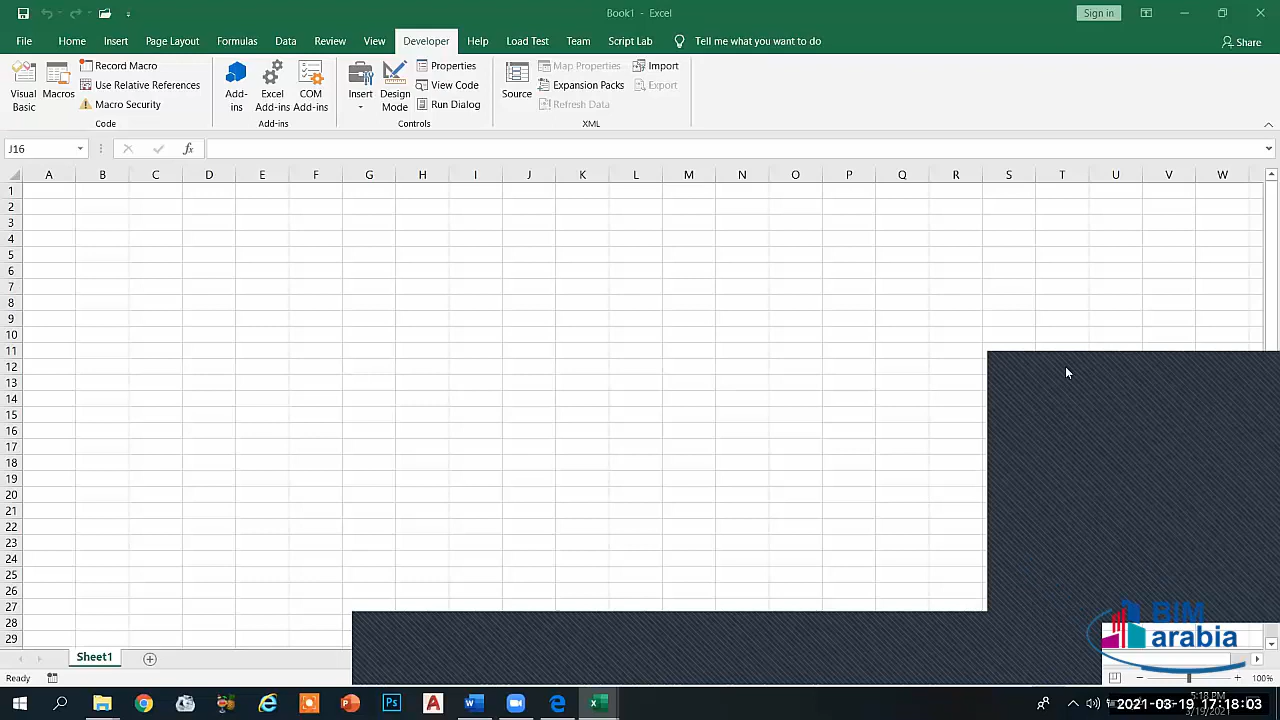 Book1 - Excel
Sign in
File Home Insert Page Layout Formulas Data Review View Developer Help Load Test Team Script Lab Tell me what you want to do Share
Visual Basic
Macros
Record Macro
Use Relative References
Macro Security
Code
Add-ins
Excel Add-ins
COM Add-ins
Add-ins
Insert
Design Mode
Properties
View Code
Run Dialog
Controls
Source
Map Properties
Expansion Packs
Refresh Data
Import
Export
XML
J16
fx
A B C D E F G H I J K L M N O P Q R S T U V W
1
2
3
4
5
6
7
8
9
10
11
12
13
14
15
16
17
18
19
20
21
22
23
24
25
26
27
28
29
BIM
arabia
Sheet1
Ready
100%
5:18 PM
2021-03-19 17:18:03